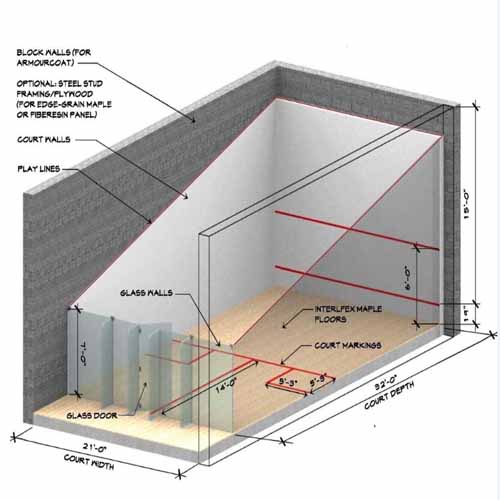 BLOCK WALLS (FOR
ARMOURCOAT)
OPTIONAL: STEEL STUD
FRAMING/PLYWOOD
(FOR EDGE-GRAIN MAPLE
OR FIBERESIN PANEL)
COURT WALLS
PLAY LINES
15'-0"
6'-0"
19"
GLASS WALLS
INTERLFEX MAPLE
FLOORS
COURT MARKINGS
7'-0"
14'-0"
5'-3"
5'-3"
GLASS DOOR
32'-0"
COURT DEPTH
21'-0"
COURT WIDTH